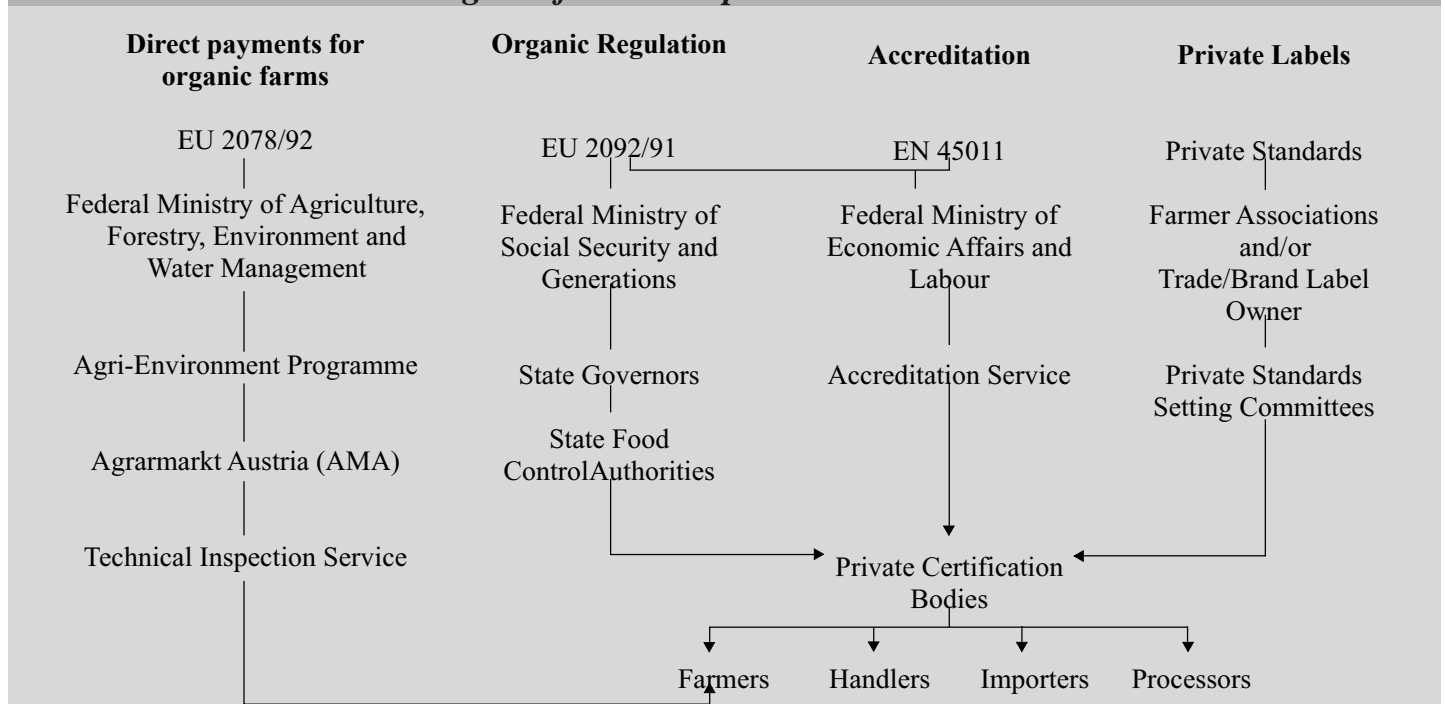 Direct payments for
organic farms
EU 2078/92
Federal Ministry of Agriculture,
Forestry, Environment and
Water Management
Agri-Environment Programme
Agrarmarkt Austria (AMA)
Technical Inspection Service
Organic Regulation
EU 2092/91
Federal Ministry of
Social Security and
Generations
State Governors
State Food
ControlAuthorities
Accreditation
EN 45011
Federal Ministry of
Economic Affairs and
Labour
Accreditation Service
Private Labels
Private Standards
Farmer Associations
and/or
Trade/Brand Label
Owner
Private Standards
Setting Committees
Private Certification
Bodies
Farmers
Handlers
Importers
Processors